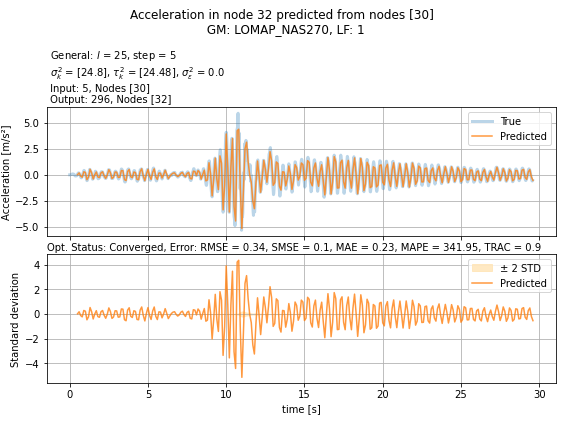 Acceleration in node 32 predicted from nodes [30]
GM: LOMAP_NAS270, LF: 1
General: l = 25, step = 5
σ_k^2 = [24.8], τ_k^2 = [24.48], σ_ε^2 = 0.0
Input: 5, Nodes [30]
Output: 296, Nodes [32]
Acceleration [m/s²]
5.0
2.5
0.0
−2.5
−5.0
True
Predicted
Opt. Status: Converged, Error: RMSE = 0.34, SMSE = 0.1, MAE = 0.23, MAPE = 341.95, TRAC = 0.9
Standard deviation
4
2
0
−2
−4
± 2 STD
Predicted
0 5 10 15 20 25 30
time [s]